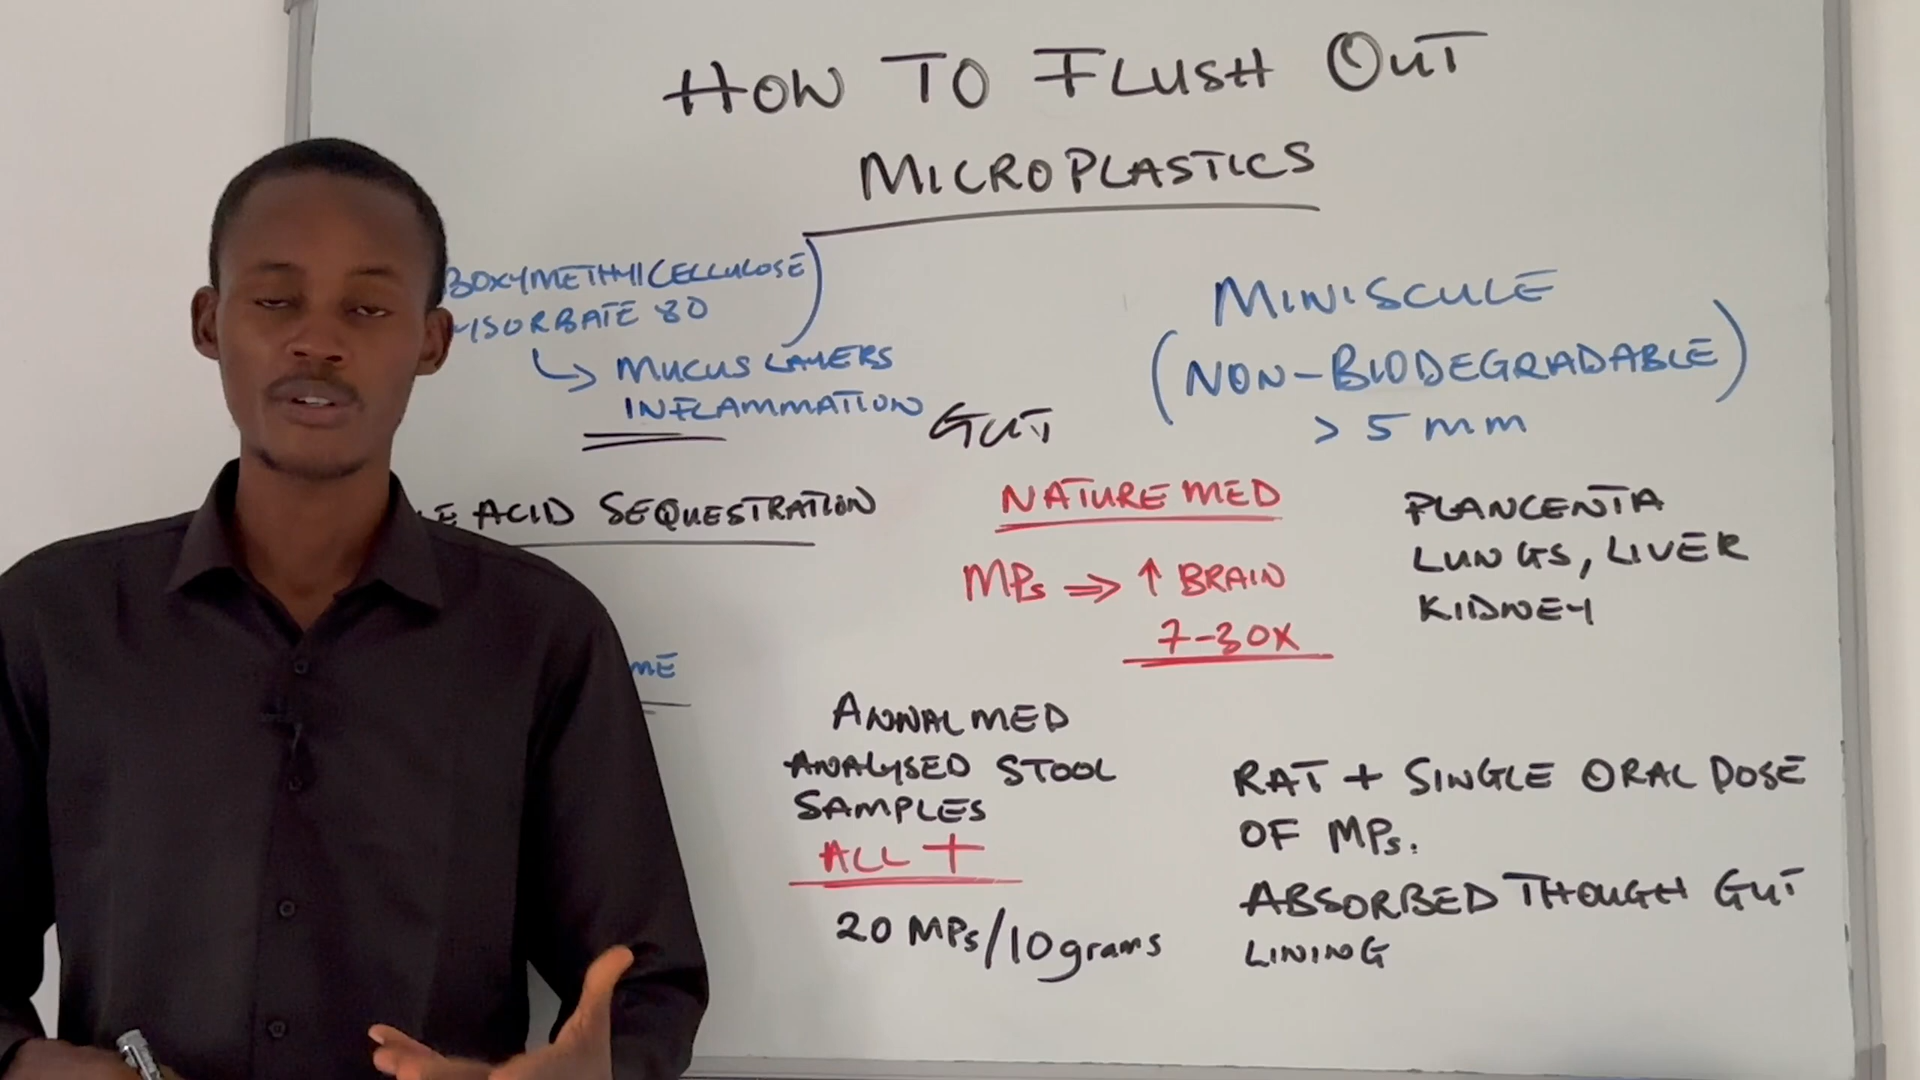 HOW TO FLUSH OUT
MICROPLASTICS
BOXYMETHYLCELLULOSE
YSORBATE 80
↳ MUCUS LAYERS
INFLAMMATION
GUT
MINISCULE
(NON-BIODEGRADABLE)
> 5mm
LE ACID SEQUESTRATION
NATURE MED
MPs ⇒ ↑ BRAIN
7-30X
PLANCENTA
LUNGS, LIVER
KIDNEY
ME
ANNAL MED
ANALYSED STOOL
SAMPLES
ALL +
20 MPs/10grams
RAT + SINGLE ORAL DOSE
OF MPs.
ABSORBED THOUGH GUT
LINING